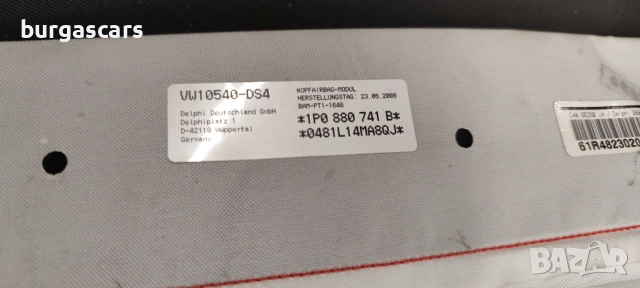 burgascars
VW10540-DS4
Delphi Deutschland GmbH
Delphiplatz 1
D-42119 Wuppertal
Germany
KOPFAIRBAG-MODUL
HERSTELLUNGSTAG: 23.06.2008
BAM-PT1-1646
*1P0 880 741 B*
*0481L14MA8QJ*
61R4823020
BAZAR